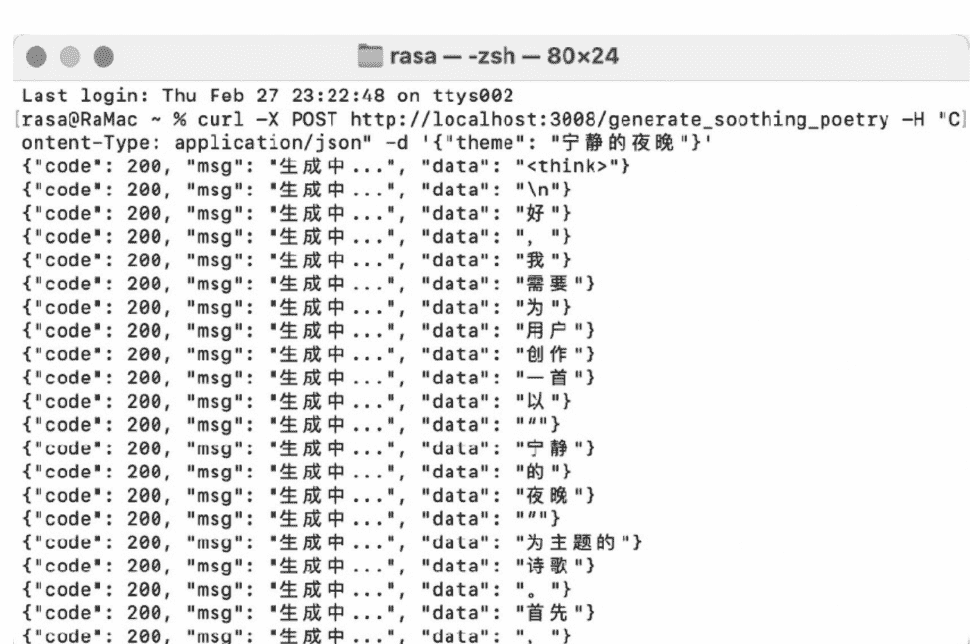 rasa — -zsh — 80×24
Last login: Thu Feb 27 23:22:48 on ttys002
[rasa@RaMac ~ % curl -X POST http://localhost:3008/generate_soothing_poetry -H "C]
ontent-Type: application/json" -d '{"theme": "宁静的夜晚"}'
{"code": 200, "msg": "生成中...", "data": "<think>"}
{"code": 200, "msg": "生成中...", "data": "\n"}
{"code": 200, "msg": "生成中...", "data": "好"}
{"code": 200, "msg": "生成中...", "data": "，"}
{"code": 200, "msg": "生成中...", "data": "我"}
{"code": 200, "msg": "生成中...", "data": "需要"}
{"code": 200, "msg": "生成中...", "data": "为"}
{"code": 200, "msg": "生成中...", "data": "用户"}
{"code": 200, "msg": "生成中...", "data": "创作"}
{"code": 200, "msg": "生成中...", "data": "一首"}
{"code": 200, "msg": "生成中...", "data": "以"}
{"code": 200, "msg": "生成中...", "data": "“"}
{"code": 200, "msg": "生成中...", "data": "宁静"}
{"code": 200, "msg": "生成中...", "data": "的"}
{"code": 200, "msg": "生成中...", "data": "夜晚"}
{"code": 200, "msg": "生成中...", "data": "”"}
{"code": 200, "msg": "生成中...", "data": "为主题的"}
{"code": 200, "msg": "生成中...", "data": "诗歌"}
{"code": 200, "msg": "生成中...", "data": "。"}
{"code": 200, "msg": "生成中...", "data": "首先"}
{"code": 200, "msg": "生成中...", "data": "，"}